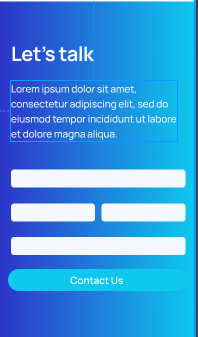 Let's talk
Lorem ipsum dolor sit amet,
consectetur adipiscing elit, sed do
eiusmod tempor incididunt ut labore
et dolore magna aliqua.
Contact Us